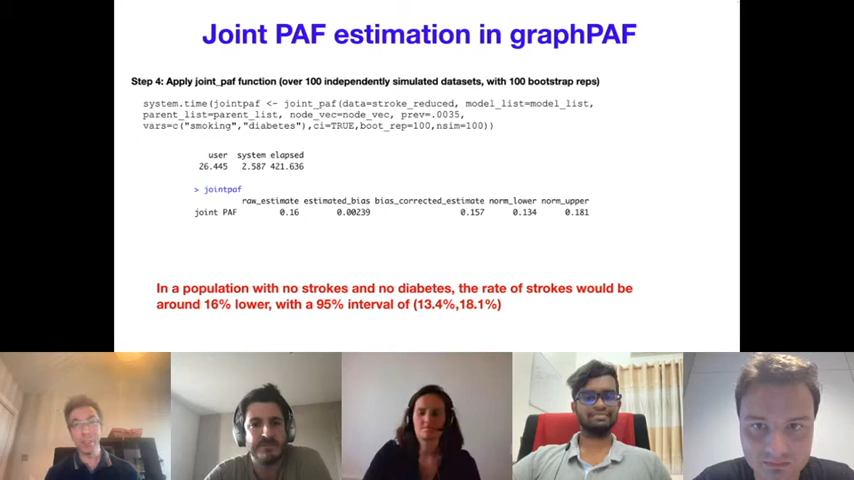 Joint PAF estimation in graphPAF
Step 4: Apply joint_paf function (over 100 independently simulated datasets, with 100 bootstrap reps)
system.time(jointpaf <- joint_paf(data=stroke_reduced, model_list=model_list,
parent_list=parent_list, node_vec=node_vec, prev=.0035,
vars=c("smoking","diabetes"),ci=TRUE,boot_rep=100,nsim=100))
user system elapsed
26.445 2.587 421.636
> jointpaf
raw_estimate estimated_bias bias_corrected_estimate norm_lower norm_upper
joint PAF 0.16 0.00239 0.157 0.134 0.181
In a population with no strokes and no diabetes, the rate of strokes would be
around 16% lower, with a 95% interval of (13.4%,18.1%)